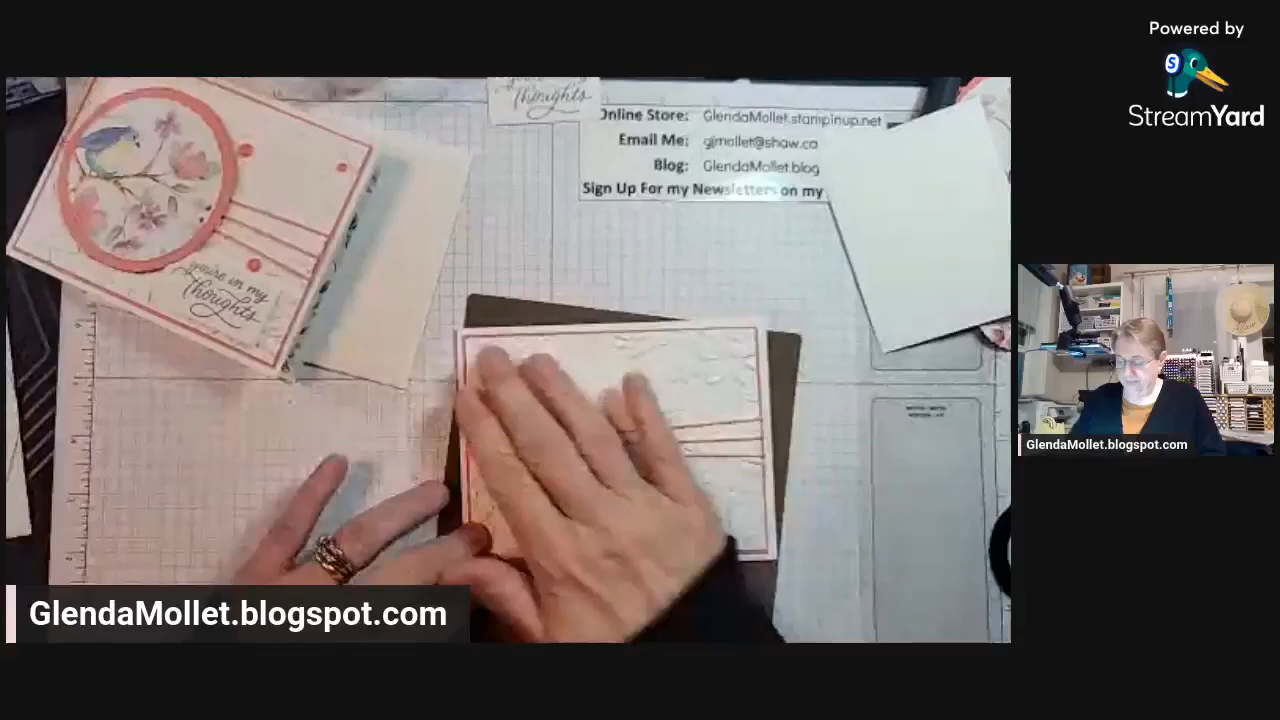 Powered by
StreamYard
Thoughts
Online Store: GlendaMollet.stampinup.net
Email Me: gjmollet@shaw.ca
Blog: GlendaMollet.blog
Sign Up For my Newsletters on my
you're in my
thoughts
GlendaMollet.blogspot.com
GlendaMollet.blogspot.com